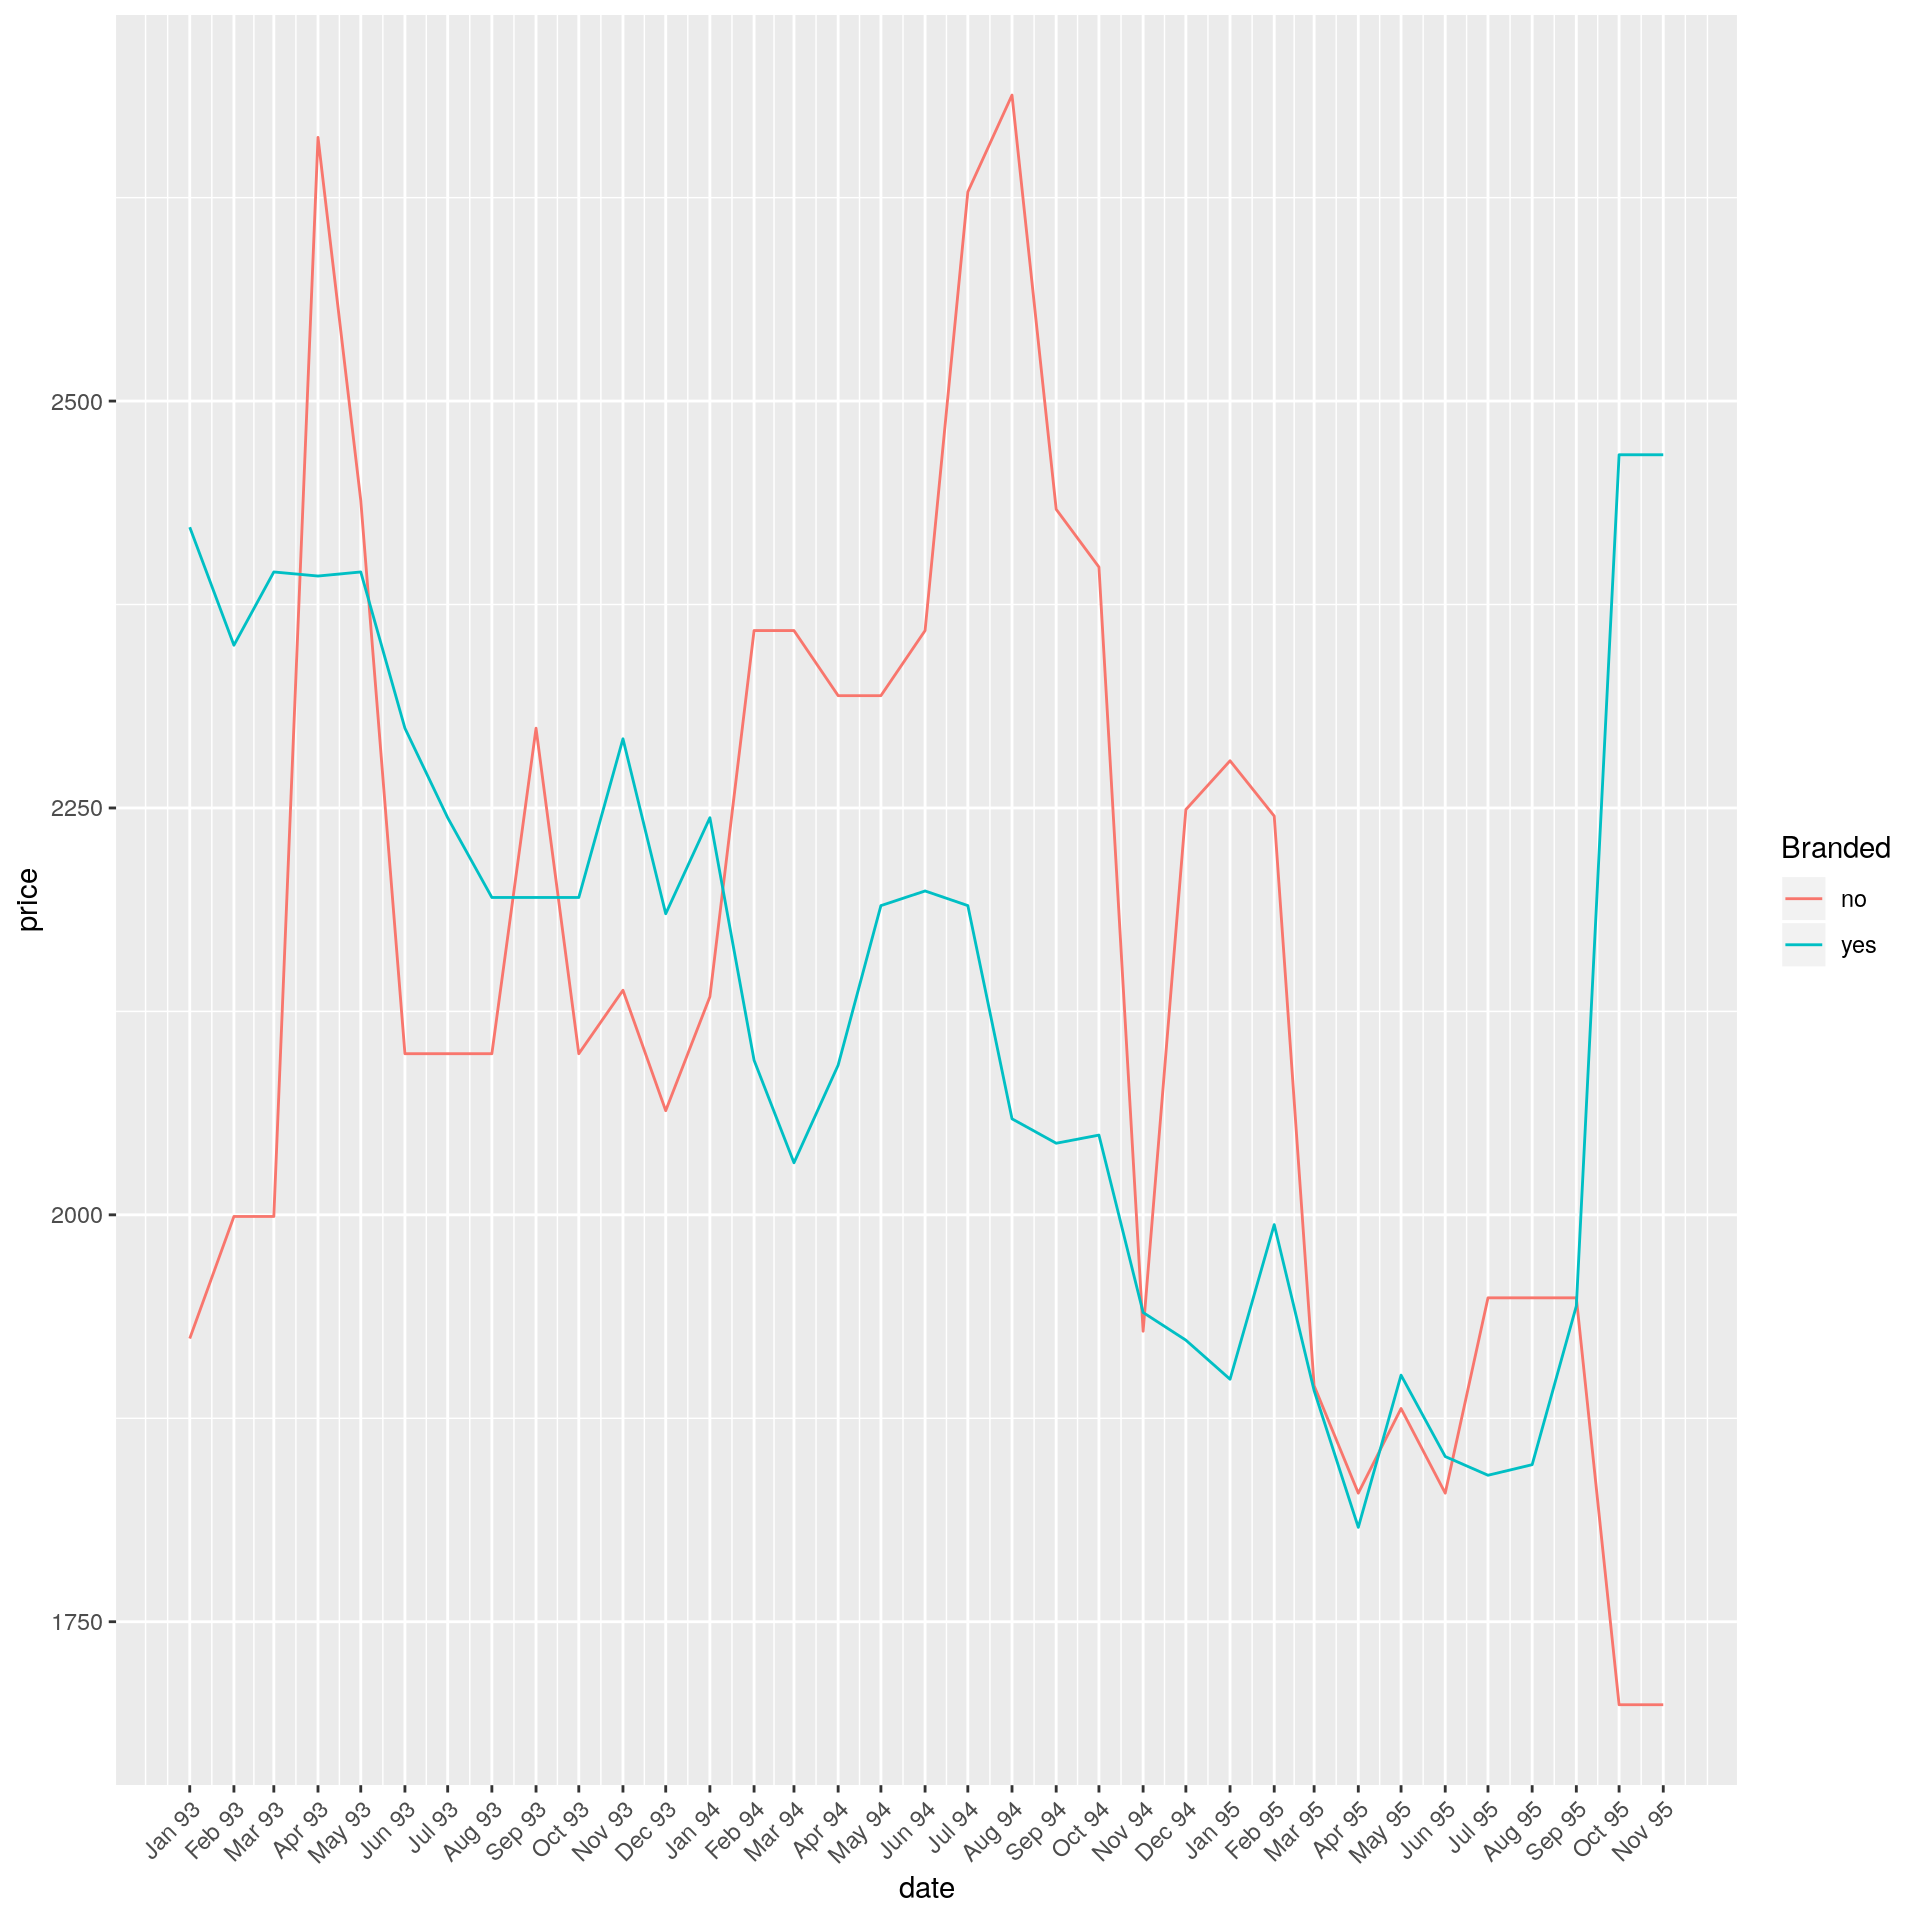 price
2500
2250
2000
1750
Jan 93
Feb 93
Mar 93
Apr 93
May 93
Jun 93
Jul 93
Aug 93
Sep 93
Oct 93
Nov 93
Dec 93
Jan 94
Feb 94
Mar 94
Apr 94
May 94
Jun 94
Jul 94
Aug 94
Sep 94
Oct 94
Nov 94
Dec 94
Jan 95
Feb 95
Mar 95
Apr 95
May 95
Jun 95
Jul 95
Aug 95
Sep 95
Oct 95
Nov 95
date
Branded
no
yes